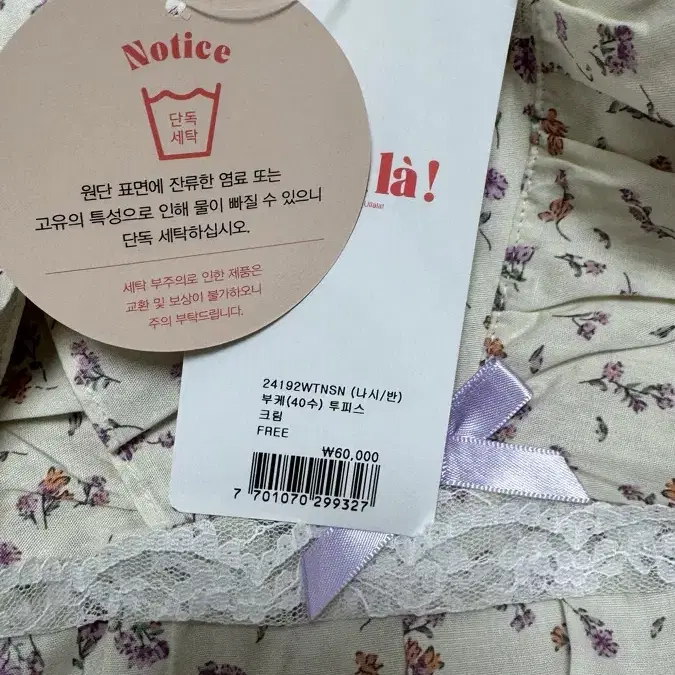 Notice
단독
세탁
원단 표면에 잔류한 염료 또는
고유의 특성으로 인해 물이 빠질 수 있으니
단독 세탁하십시오.
세탁 부주의로 인한 제품은
교환 및 보상이 불가하오니
주의 부탁드립니다.
là!
Ullala!
24192WTNSN (나시/반)
부케(40수) 투피스
크림
FREE
₩60,000
7 701070 299327